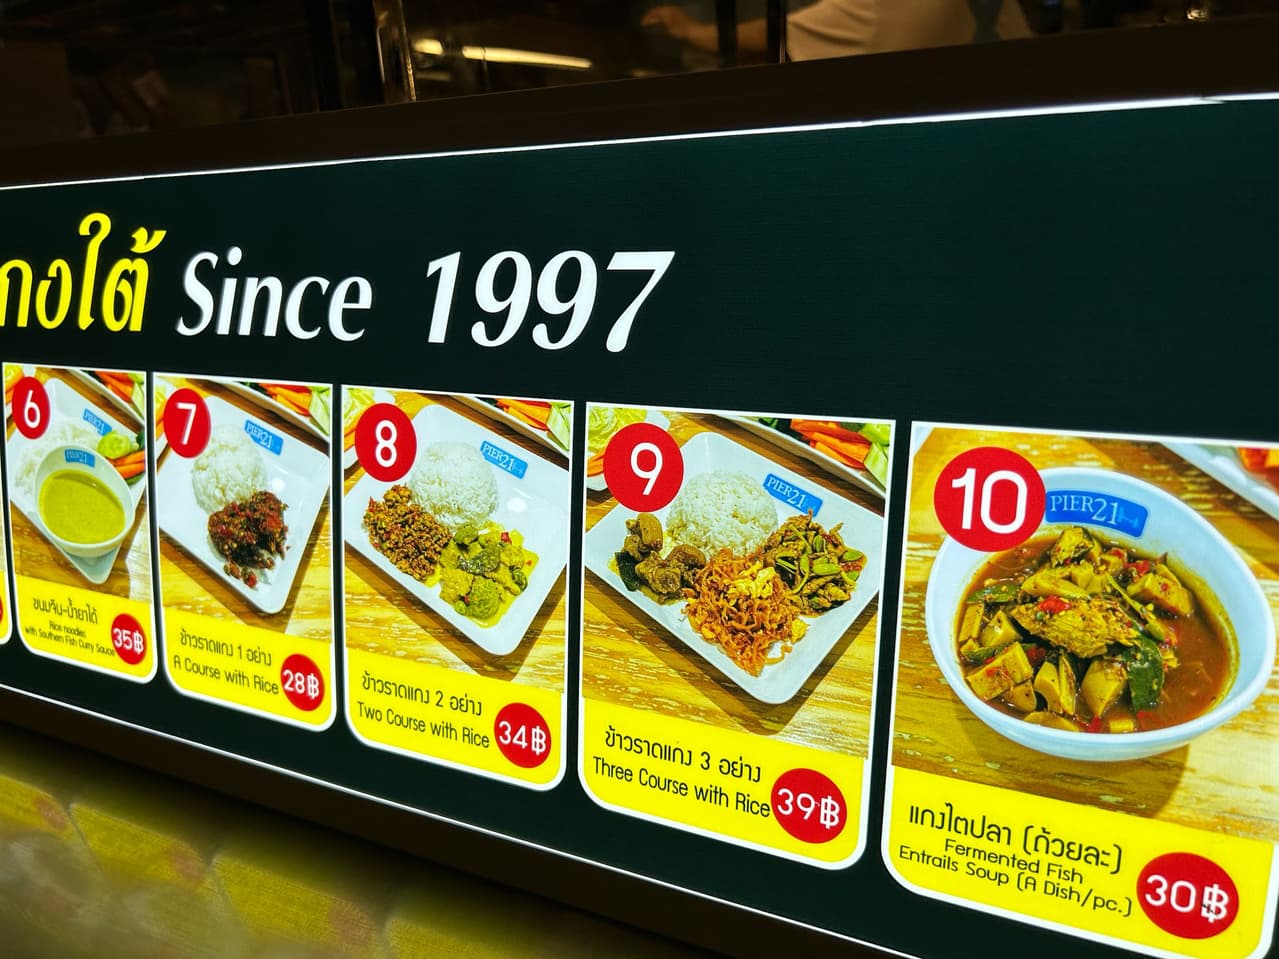 กงใต้ Since 1997
6
PIER21
PIER21
ขนมจีน-น้ำยาใต้
Rice noodles
with Southern Fish Curry Sauce
35฿
7
PIER21
ข้าวราดแกง 1 อย่าง
A Course with Rice
28฿
8
PIER21
ข้าวราดแกง 2 อย่าง
Two Course with Rice
34฿
9
PIER21
ข้าวราดแกง 3 อย่าง
Three Course with Rice
39฿
10
PIER21
แกงไตปลา (ถ้วยละ)
Fermented Fish
Entrails Soup (A Dish/pc.)
30฿